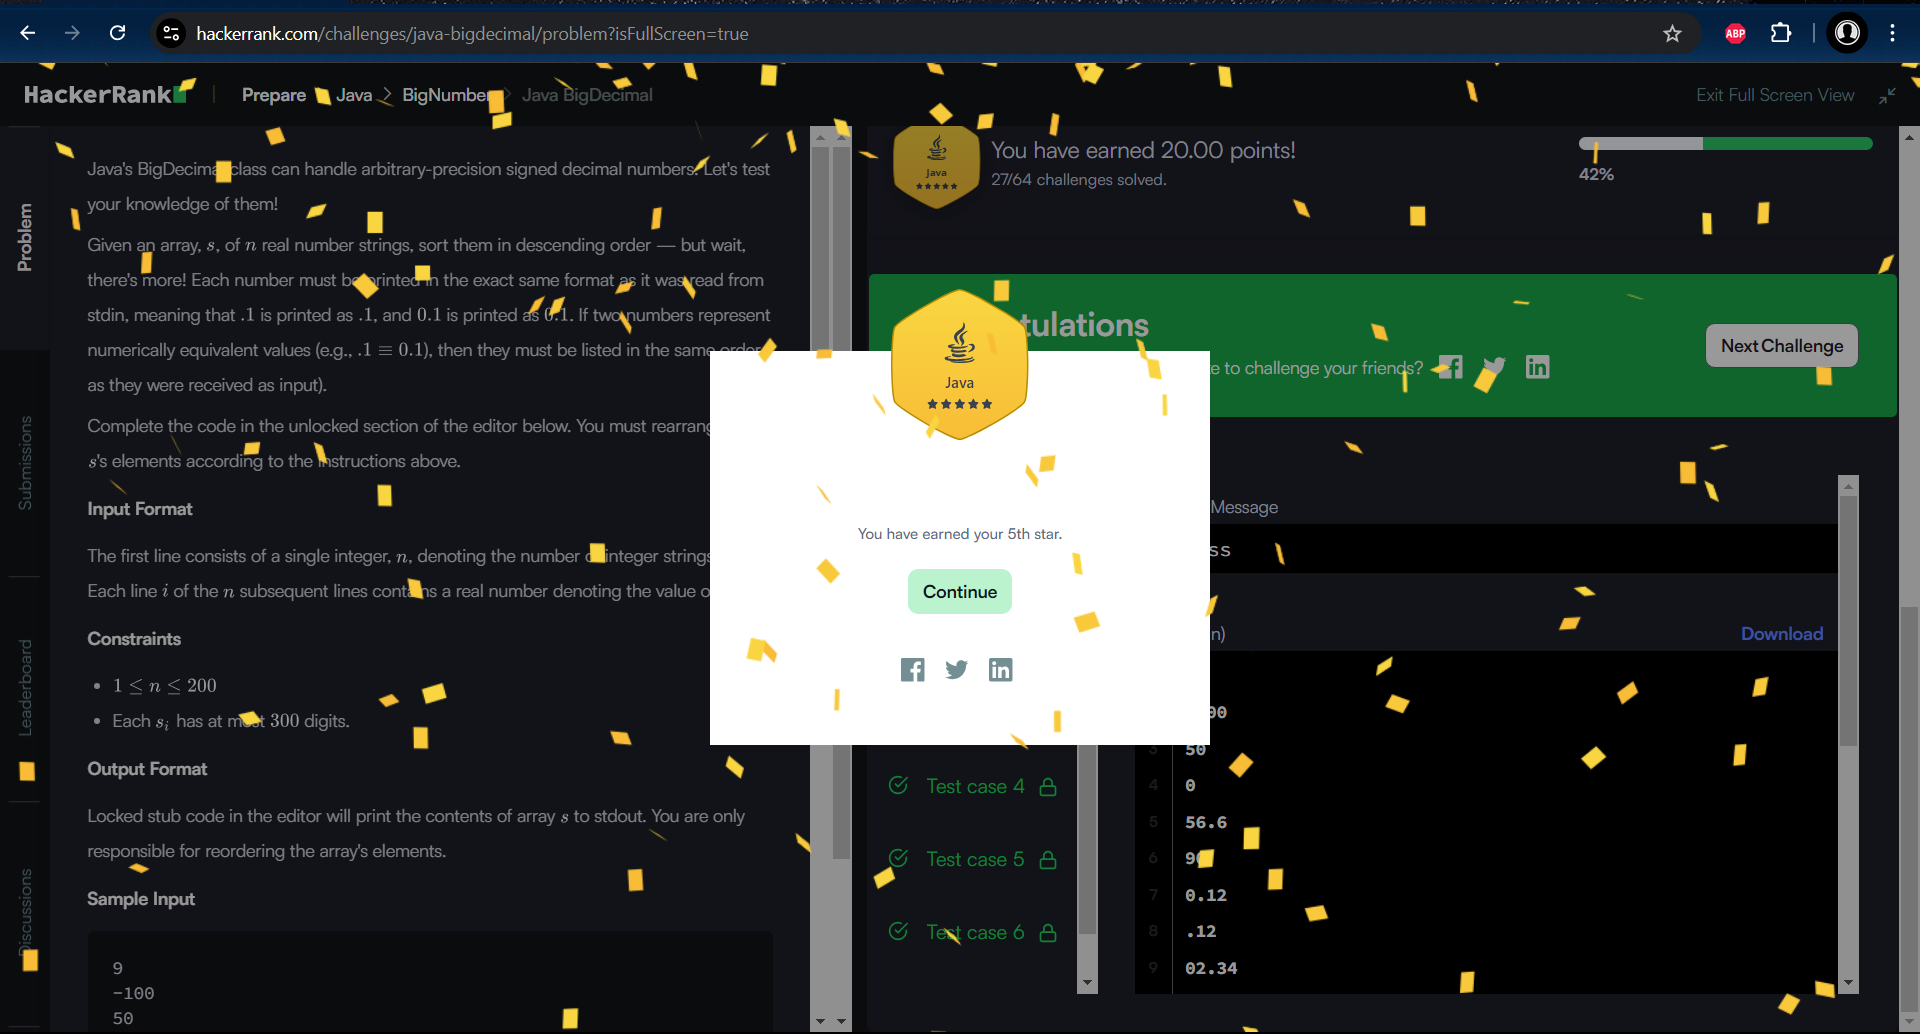 hackerrank.com/challenges/java-bigdecimal/problem?isFullScreen=true
ABP
HackerRank
Prepare
Java
BigNumber
Java BigDecimal
Exit Full Screen View
Problem
Submissions
Leaderboard
Discussions
Java's BigDecimal class can handle arbitrary-precision signed decimal numbers. Let's test
your knowledge of them!
Given an array, s, of n real number strings, sort them in descending order — but wait,
there's more! Each number must be printed in the exact same format as it was read from
stdin, meaning that .1 is printed as .1, and 0.1 is printed as 0.1. If two numbers represent
numerically equivalent values (e.g., .1 ≡ 0.1), then they must be listed in the same order
as they were received as input).
Complete the code in the unlocked section of the editor below. You must rearrang
s's elements according to the instructions above.
Input Format
The first line consists of a single integer, n, denoting the number of integer strings
Each line i of the n subsequent lines contains a real number denoting the value o
Constraints
1 ≤ n ≤ 200
Each si has at most 300 digits.
Output Format
Locked stub code in the editor will print the contents of array s to stdout. You are only
responsible for reordering the array's elements.
Sample Input
9
-100
50
Java
You have earned 20.00 points!
27/64 challenges solved.
42%
tulations
e to challenge your friends?
Next Challenge
Java
You have earned your 5th star.
Continue
Message
ss
n)
Download
Test case 4
Test case 5
Test case 6
00
3 50
4 0
5 56.6
6 9
7 0.12
8 .12
9 02.34